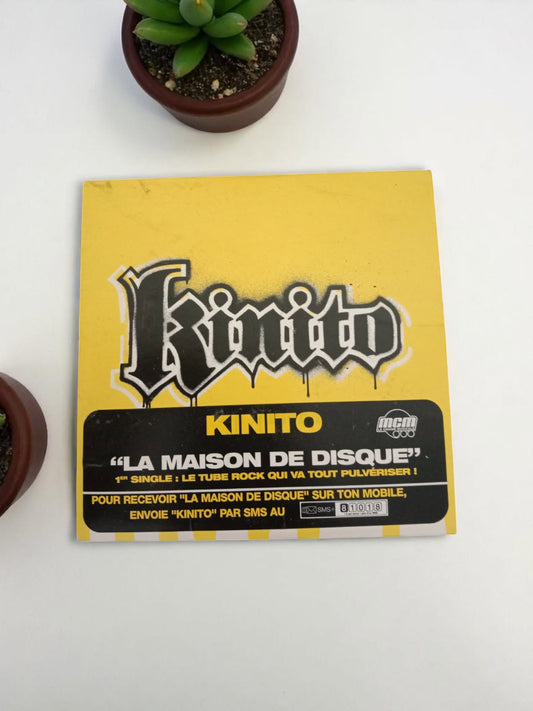 Kinito
KINITO
mcm
"LA MAISON DE DISQUE"
1ER SINGLE : LE TUBE ROCK QUI VA TOUT PULVÉRISER !
POUR RECEVOIR "LA MAISON DE DISQUE" SUR TON MOBILE,
ENVOIE "KINITO" PAR SMS AU
SMS+ 81018